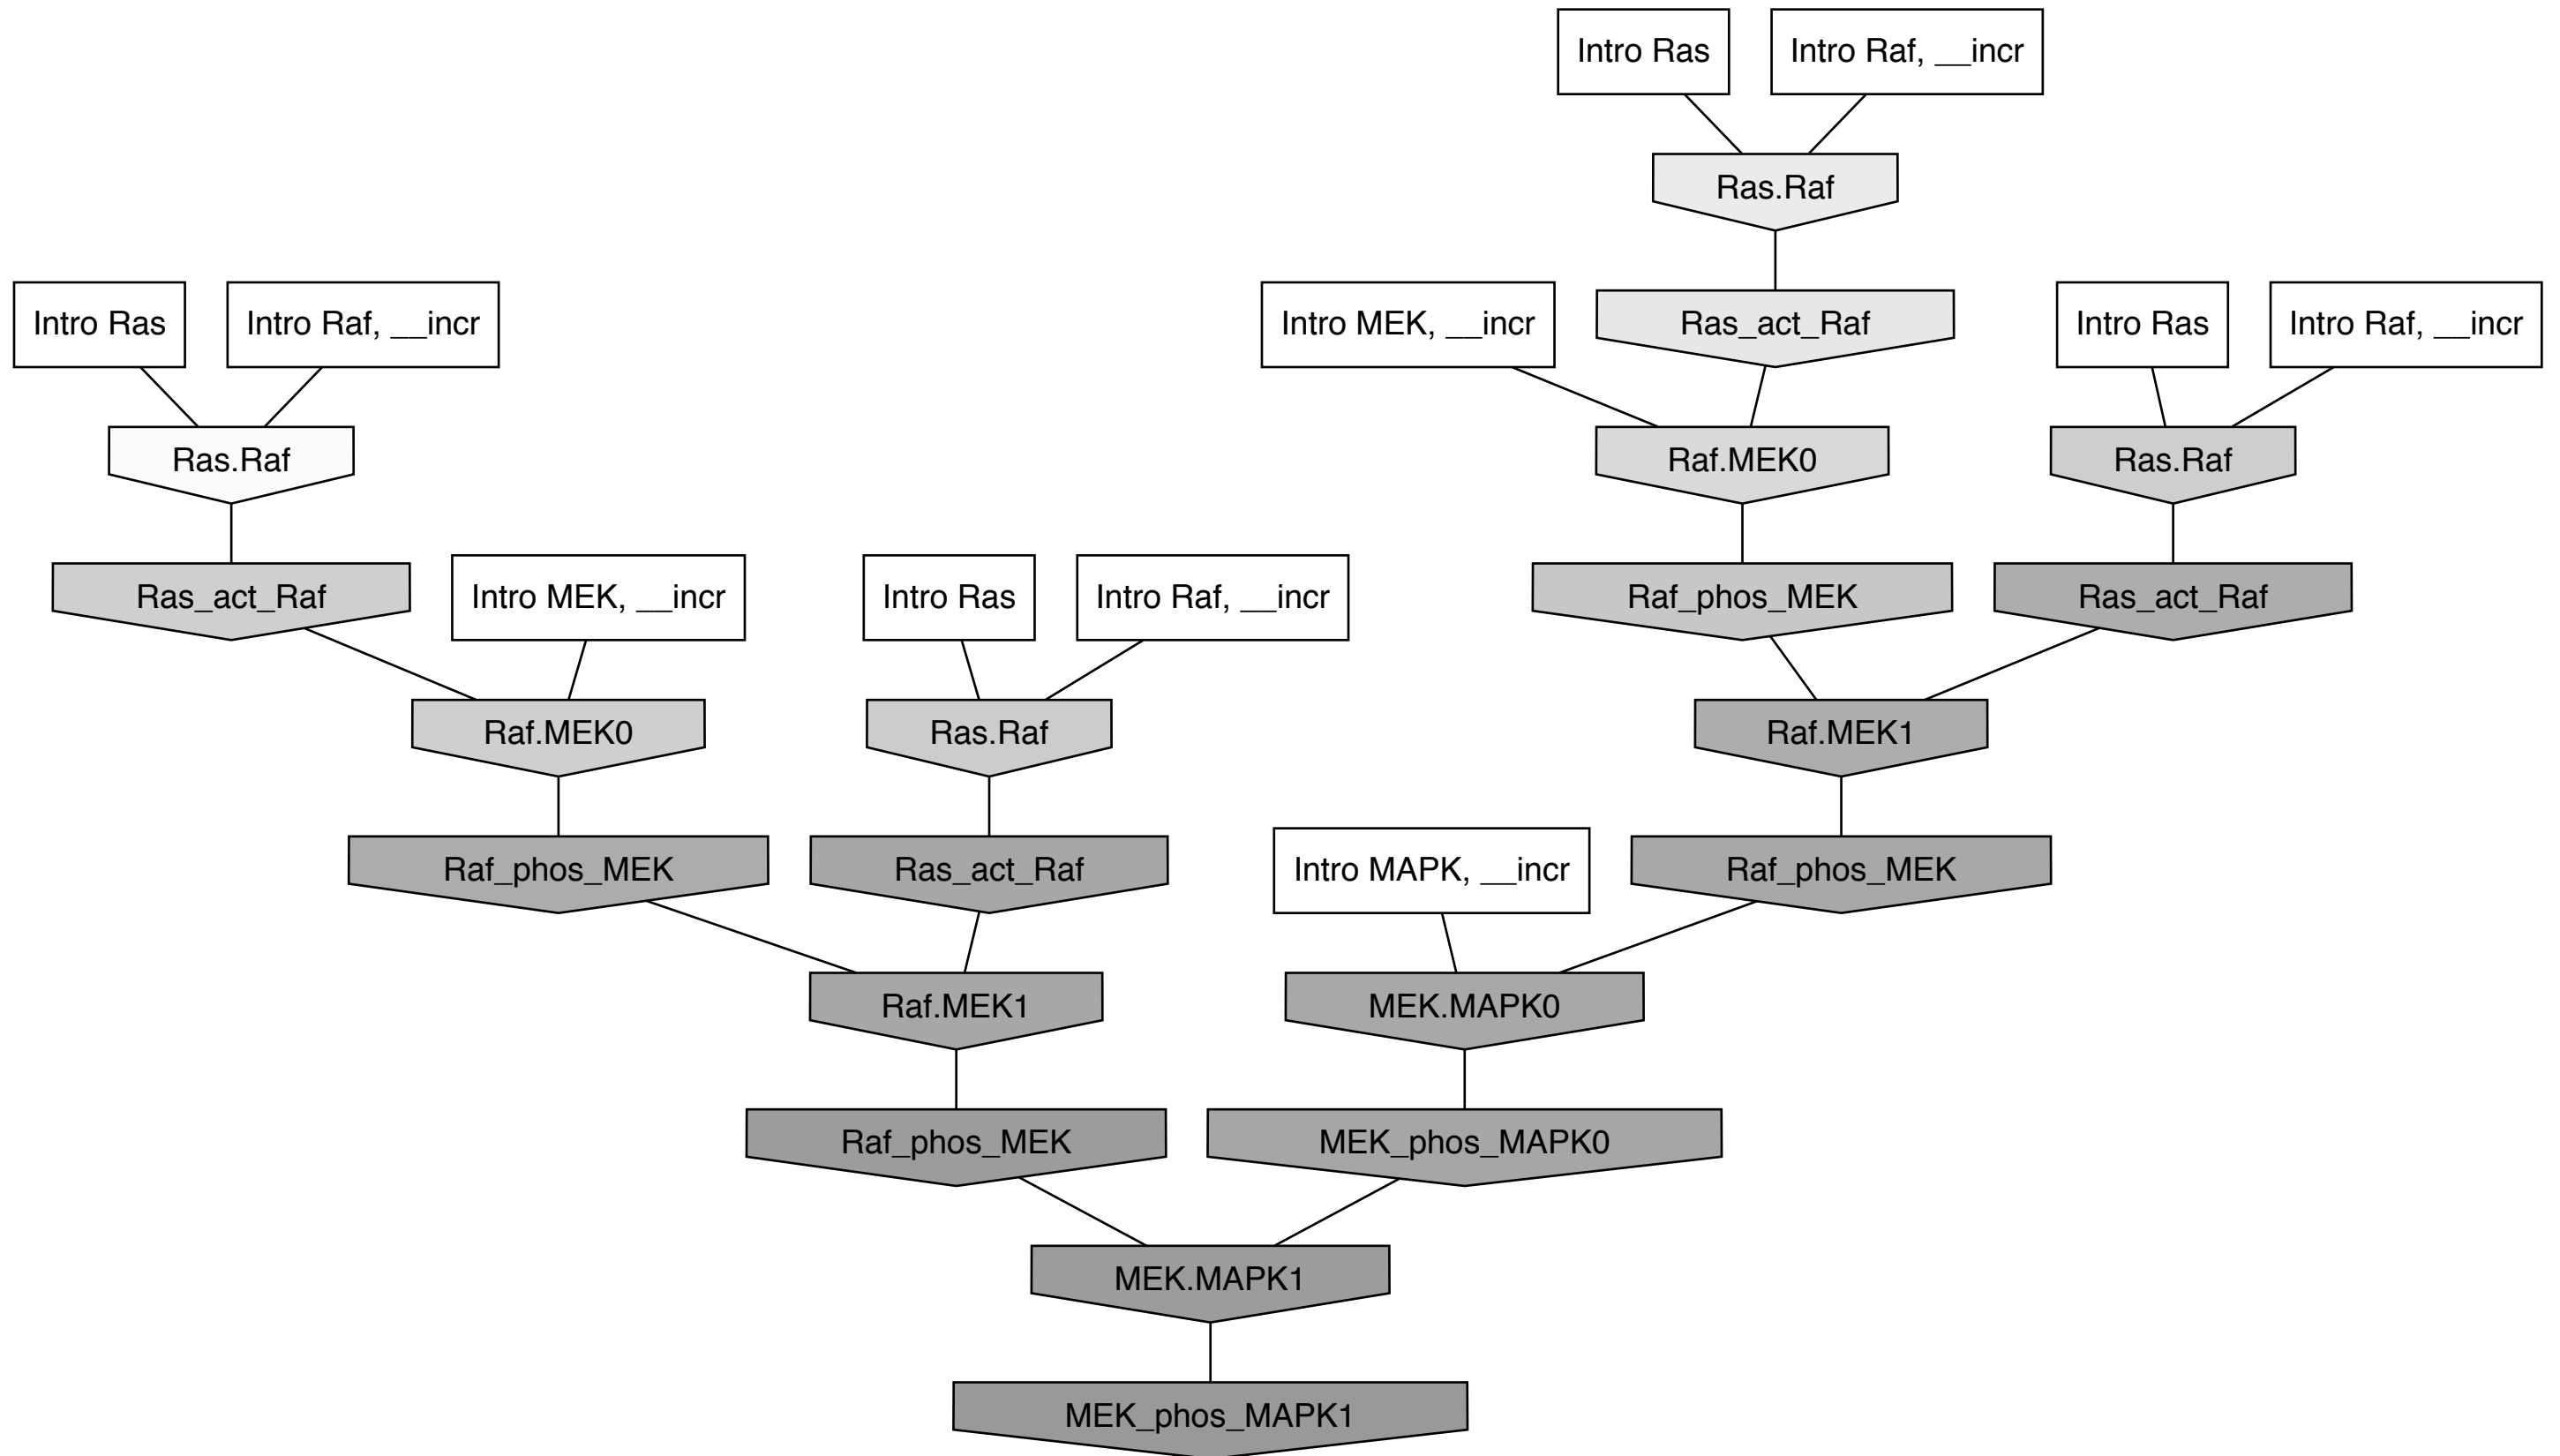 Intro Ras
Intro Raf, __incr
Ras.Raf
Intro Ras
Intro Raf, __incr
Intro MEK, __incr
Ras_act_Raf
Intro Ras
Intro Raf, __incr
Ras.Raf
Raf.MEK0
Ras.Raf
Ras_act_Raf
Intro MEK, __incr
Intro Ras
Intro Raf, __incr
Raf_phos_MEK
Ras_act_Raf
Raf.MEK0
Ras.Raf
Raf.MEK1
Raf_phos_MEK
Ras_act_Raf
Intro MAPK, __incr
Raf_phos_MEK
Raf.MEK1
MEK.MAPK0
Raf_phos_MEK
MEK_phos_MAPK0
MEK.MAPK1
MEK_phos_MAPK1